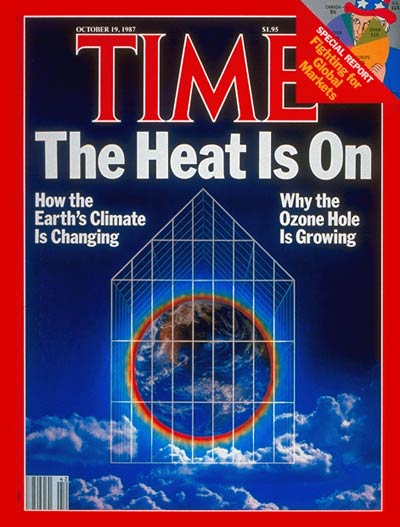 OCTOBER 19, 1987
$1.95
TIME
SPECIAL REPORT
Fighting for
Global
Markets
The Heat Is On
How the
Earth's Climate
Is Changing
Why the
Ozone Hole
Is Growing
42